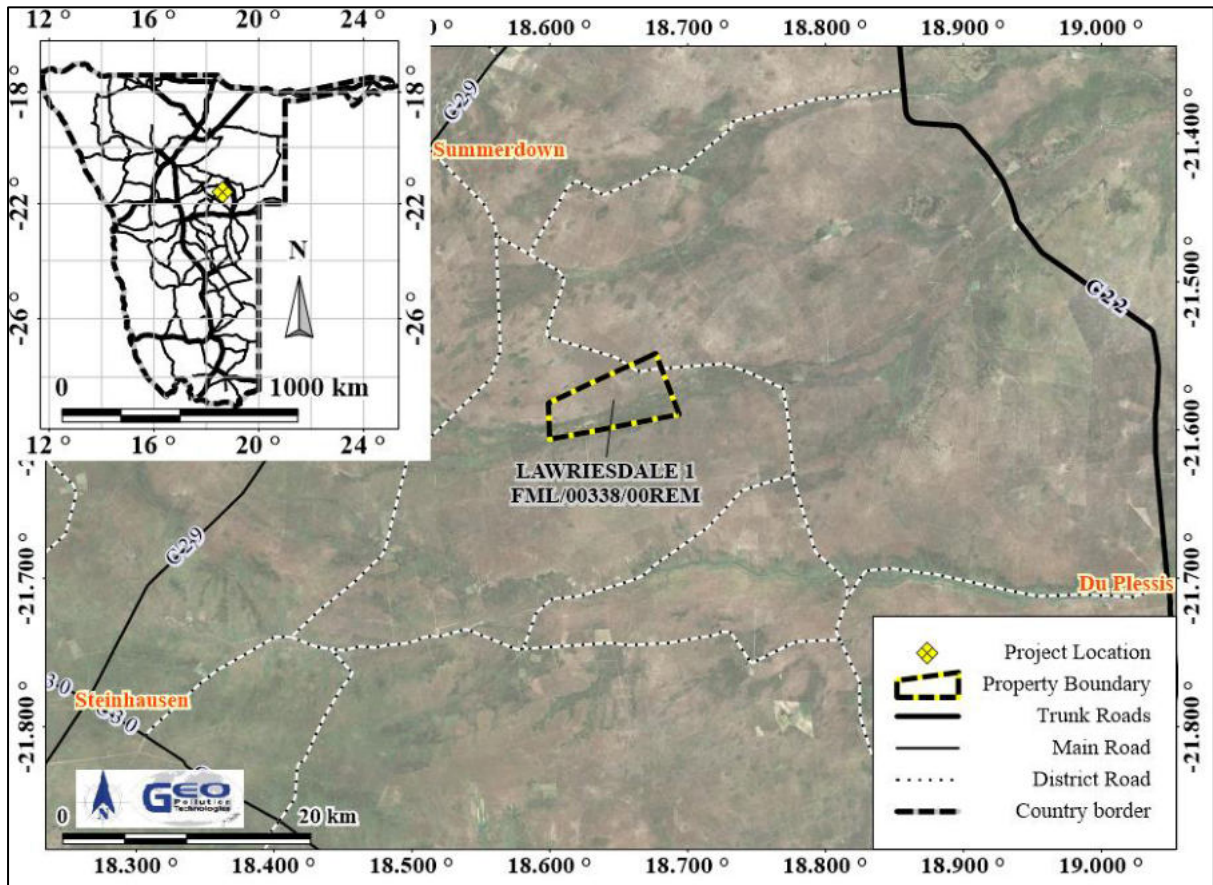 12 ° 16 ° 20 ° 24 °
18.500 ° 18.600 ° 18.700 ° 18.800 ° 18.900 ° 19.000 °
-18 °
-22 °
-26 °
N
0 1000 km
12 ° 16 ° 20 ° 24 °
C29
Summerdown
C22
-21.400 °
-21.500 °
-21.600 °
-21.700 °
-21.800 °
LAWRIESDALE 1
FML/00338/00REM
C29
-21.700 °
-21.800 °
Du Plessis
Steinhausen
C30
Project Location
Property Boundary
Trunk Roads
Main Road
District Road
Country border
N
GEO
Pollution
Technologies
0 20 km
18.300 ° 18.400 ° 18.500 ° 18.600 ° 18.700 ° 18.800 ° 18.900 ° 19.000 °